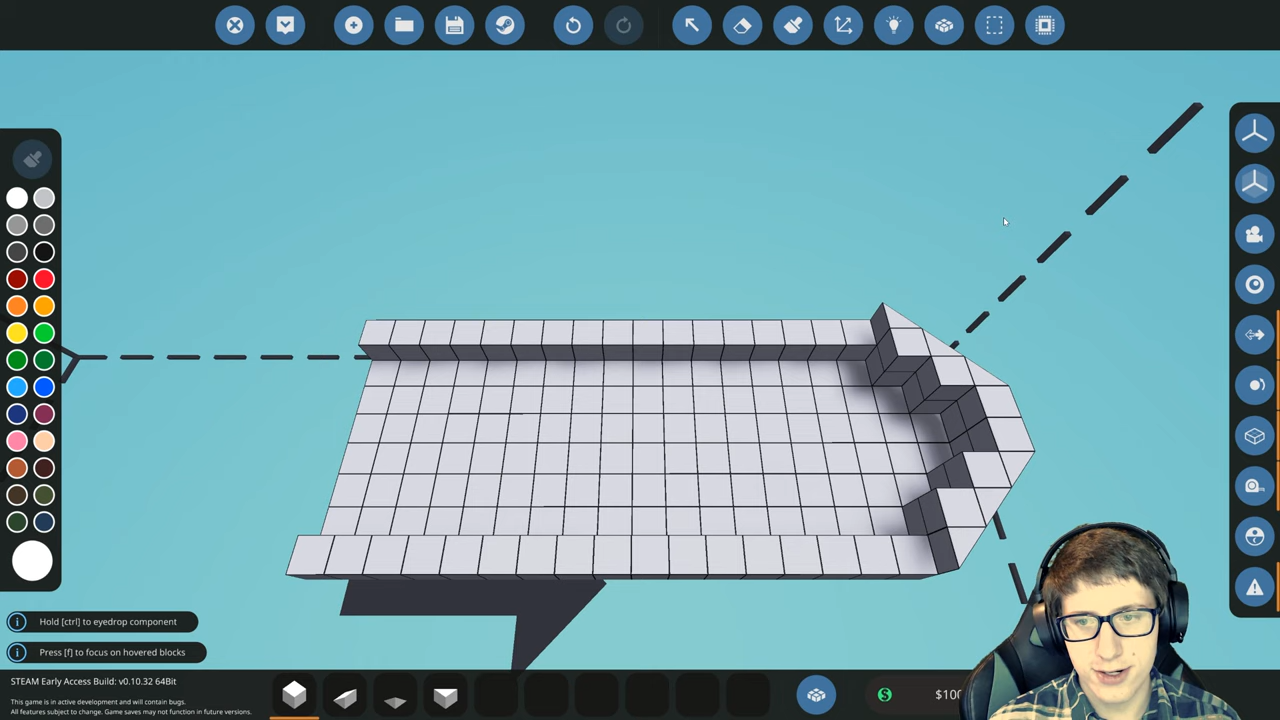 Hold [ctrl] to eyedrop component
Press [f] to focus on hovered blocks
STEAM Early Access Build: v0.10.32 64Bit
This game is in active development and will contain bugs.
All features subject to change. Game saves may not function in future versions.
$100